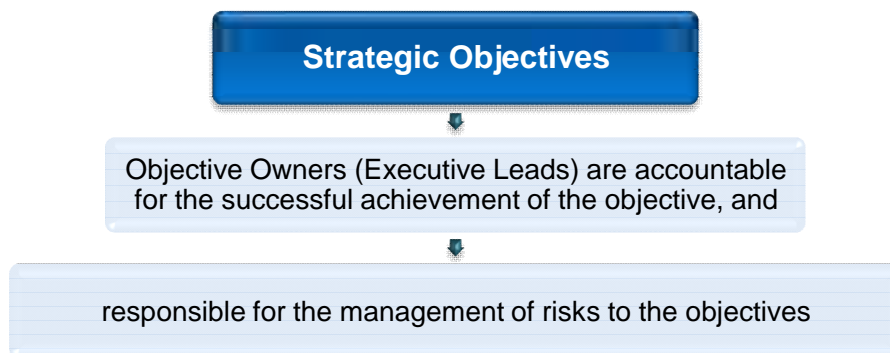 Strategic Objectives
Objective Owners (Executive Leads) are accountable
for the successful achievement of the objective, and
responsible for the management of risks to the objectives